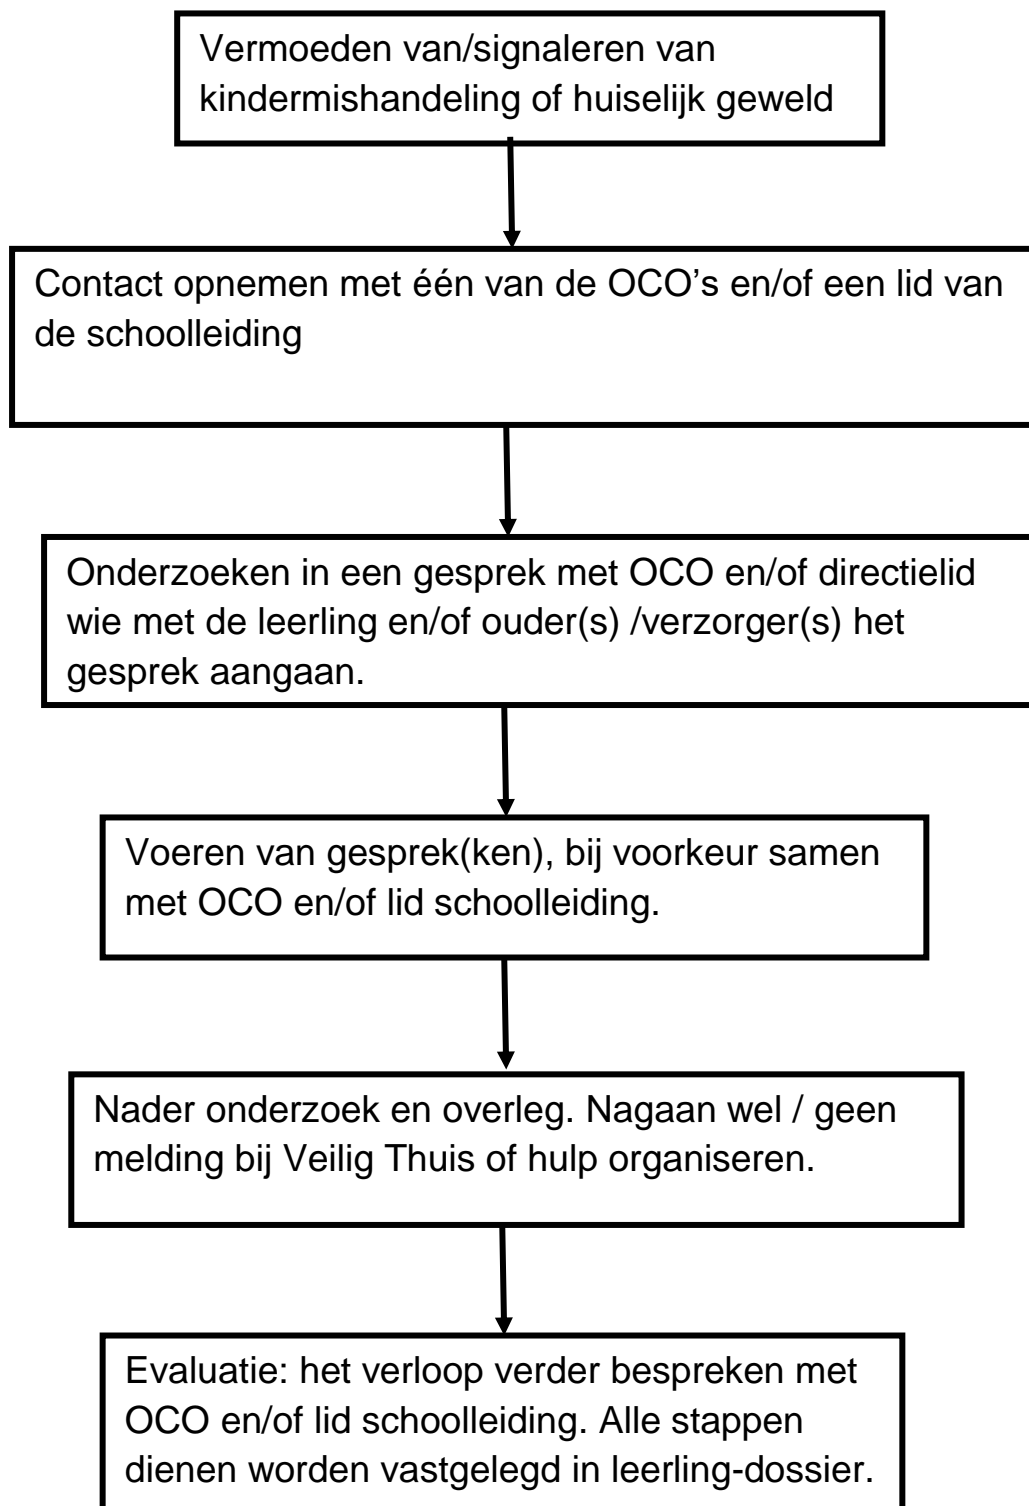 Vermoeden van/signaleren van
kindermishandeling of huiselijk geweld
Contact opnemen met één van de OCO's en/of een lid van
de schoolleiding
Onderzoeken in een gesprek met OCO en/of directielid
wie met de leerling en/of ouder(s) /verzorger(s) het
gesprek aangaan.
Voeren van gesprek(ken), bij voorkeur samen
met OCO en/of lid schoolleiding.
Nader onderzoek en overleg. Nagaan wel / geen
melding bij Veilig Thuis of hulp organiseren.
Evaluatie: het verloop verder bespreken met
OCO en/of lid schoolleiding. Alle stappen
dienen worden vastgelegd in leerling-dossier.